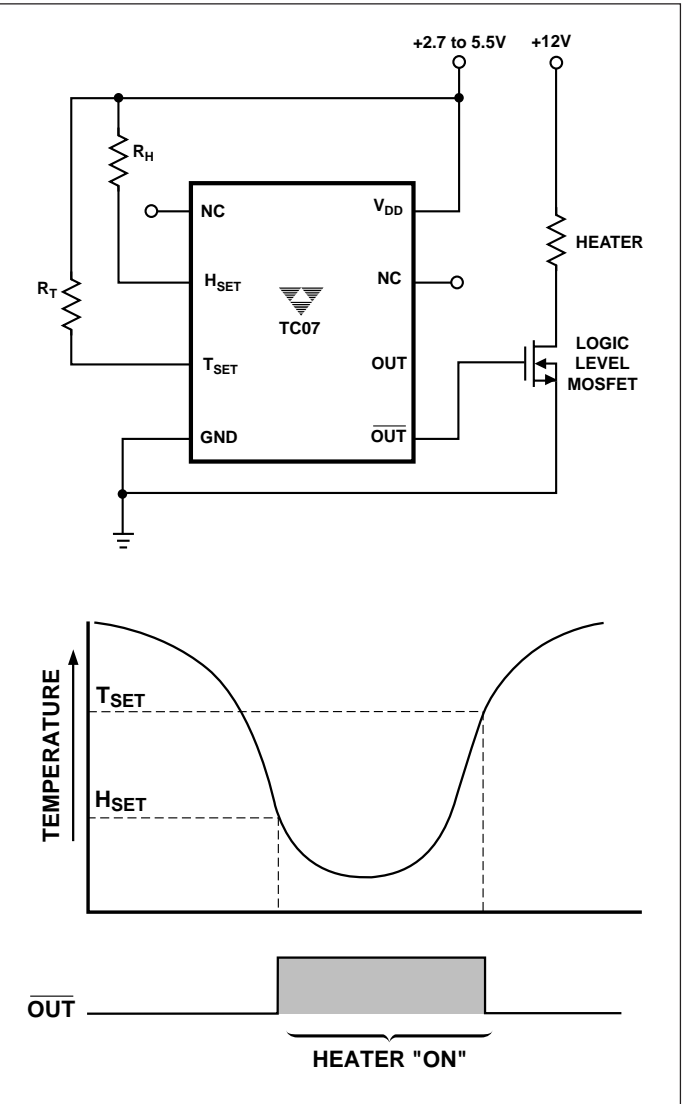 +2.7 to 5.5V
+12V
RH
NC
VDD
HEATER
RT
HSET
NC
TC07
LOGIC
LEVEL
MOSFET
TSET
OUT
GND
OUT
TEMPERATURE
TSET
HSET
OUT
HEATER "ON"